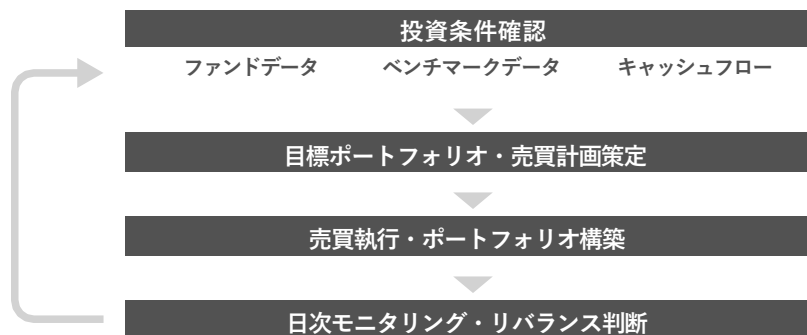 投資条件確認
ファンドデータ ベンチマークデータ キャッシュフロー
目標ポートフォリオ・売買計画策定
売買執行・ポートフォリオ構築
日次モニタリング・リバランス判断